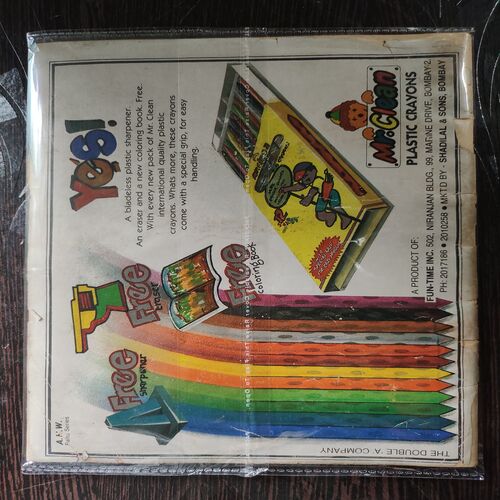 YES!
A bladeless plastic sharpener.
An eraser and a new coloring book. Free.
With every new pack of Mr. Clean
international quality plastic
crayons. Whats more, these crayons
come with a special grip, for easy
handling.
Free
eraser
Free
sharpener
Free
coloring book
Mr. Clean
PLASTIC CRAYONS
A PRODUCT OF:
FUN-TIME INC. 502, NIRANJAN BLDG., 99, MARINE DRIVE, BOMBAY-2.
PH: 2017186 • 2010258 • MKTD BY - SHADILAL & SONS, BOMBAY
THE DOUBLE 'A' COMPANY